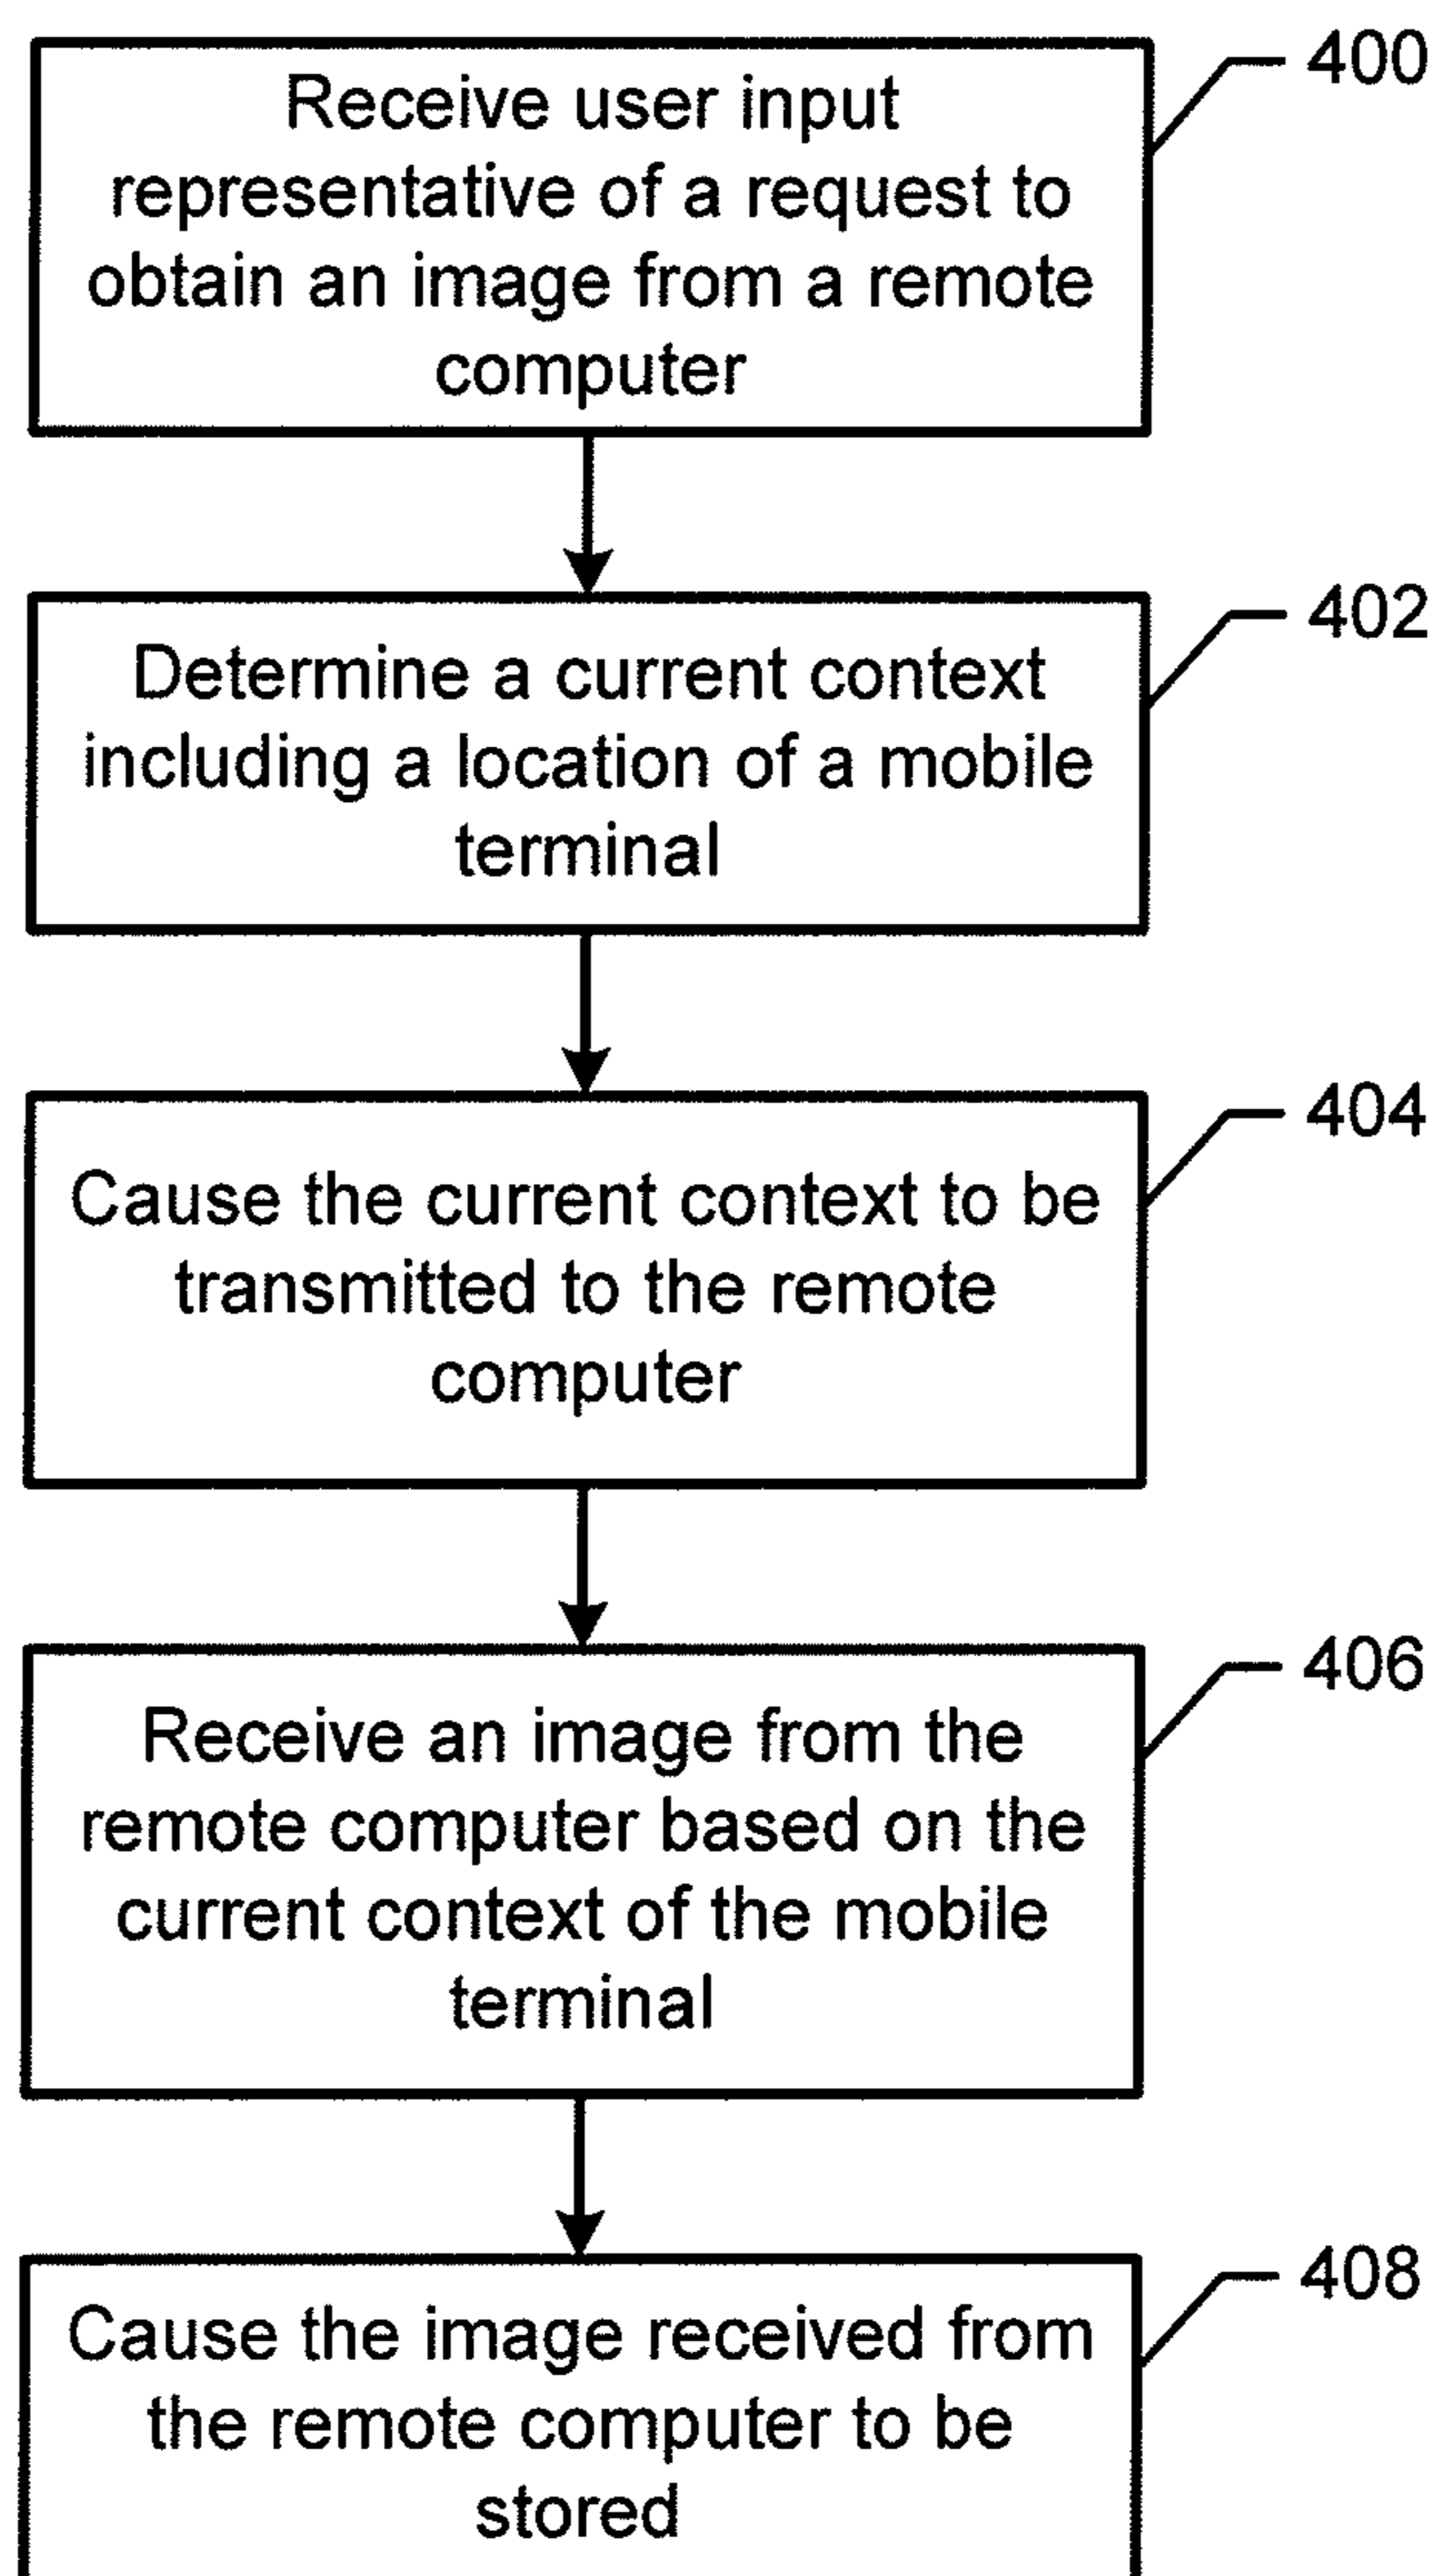 Receive user input
representative of a request to
obtain an image from a remote
computer
400
Determine a current context
including a location of a mobile
terminal
402
Cause the current context to be
transmitted to the remote
computer
404
Receive an image from the
remote computer based on the
current context of the mobile
terminal
406
Cause the image received from
the remote computer to be
stored
408